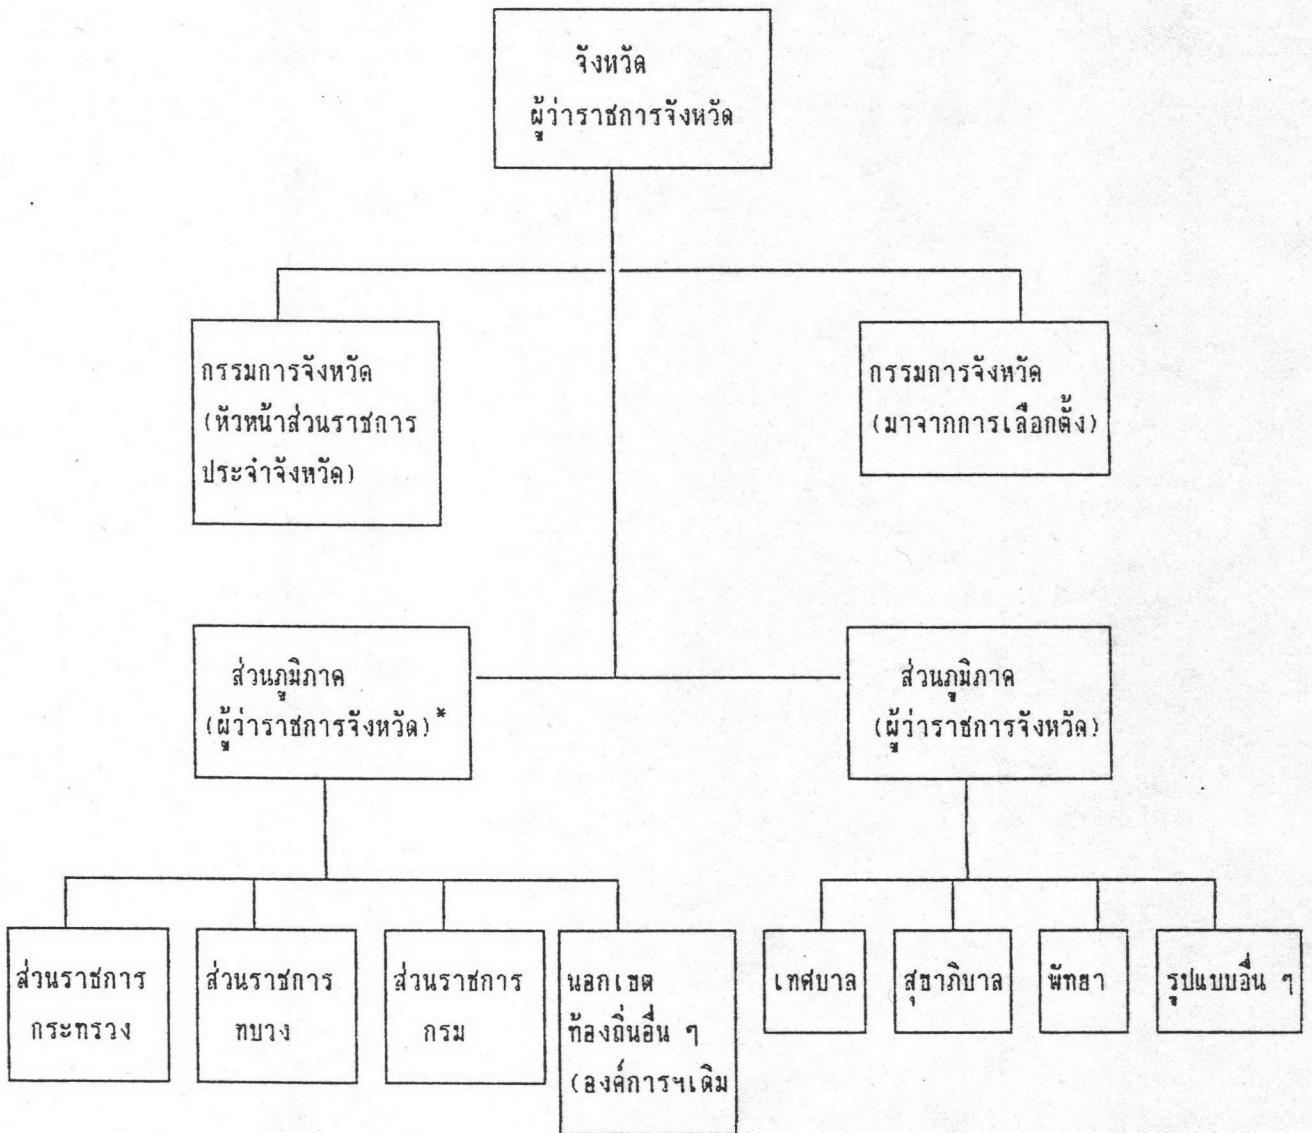 จังหวัด
ผู้ว่าราชการจังหวัด
กรรมการจังหวัด
(หัวหน้าส่วนราชการ
ประจำจังหวัด)
กรรมการจังหวัด
(มาจากการเลือกตั้ง)
ส่วนภูมิภาค
(ผู้ว่าราชการจังหวัด)*
ส่วนภูมิภาค
(ผู้ว่าราชการจังหวัด)
ส่วนราชการ
กระทรวง
ส่วนราชการ
ทบวง
ส่วนราชการ
กรม
นอกเขต
ท้องถิ่นอื่น ๆ
(องค์การฯเดิม
เทศบาล
สุขาภิบาล
พัทยา
รูปแบบอื่น ๆ